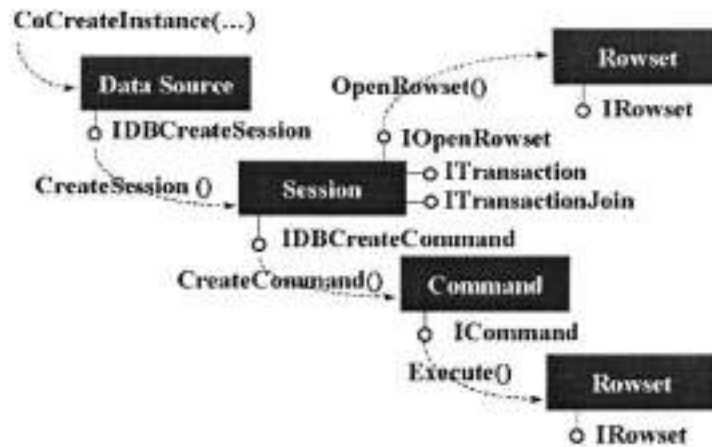 CoCreateInstance(...)
Data Source
IDBCreateSession
CreateSession ()
Session
OpenRowset()
Rowset
IRowset
IOpenRowset
ITransaction
ITransactionJoin
IDBCreateCommand
CreateCommand()
Command
ICommand
Execute()
Rowset
IRowset